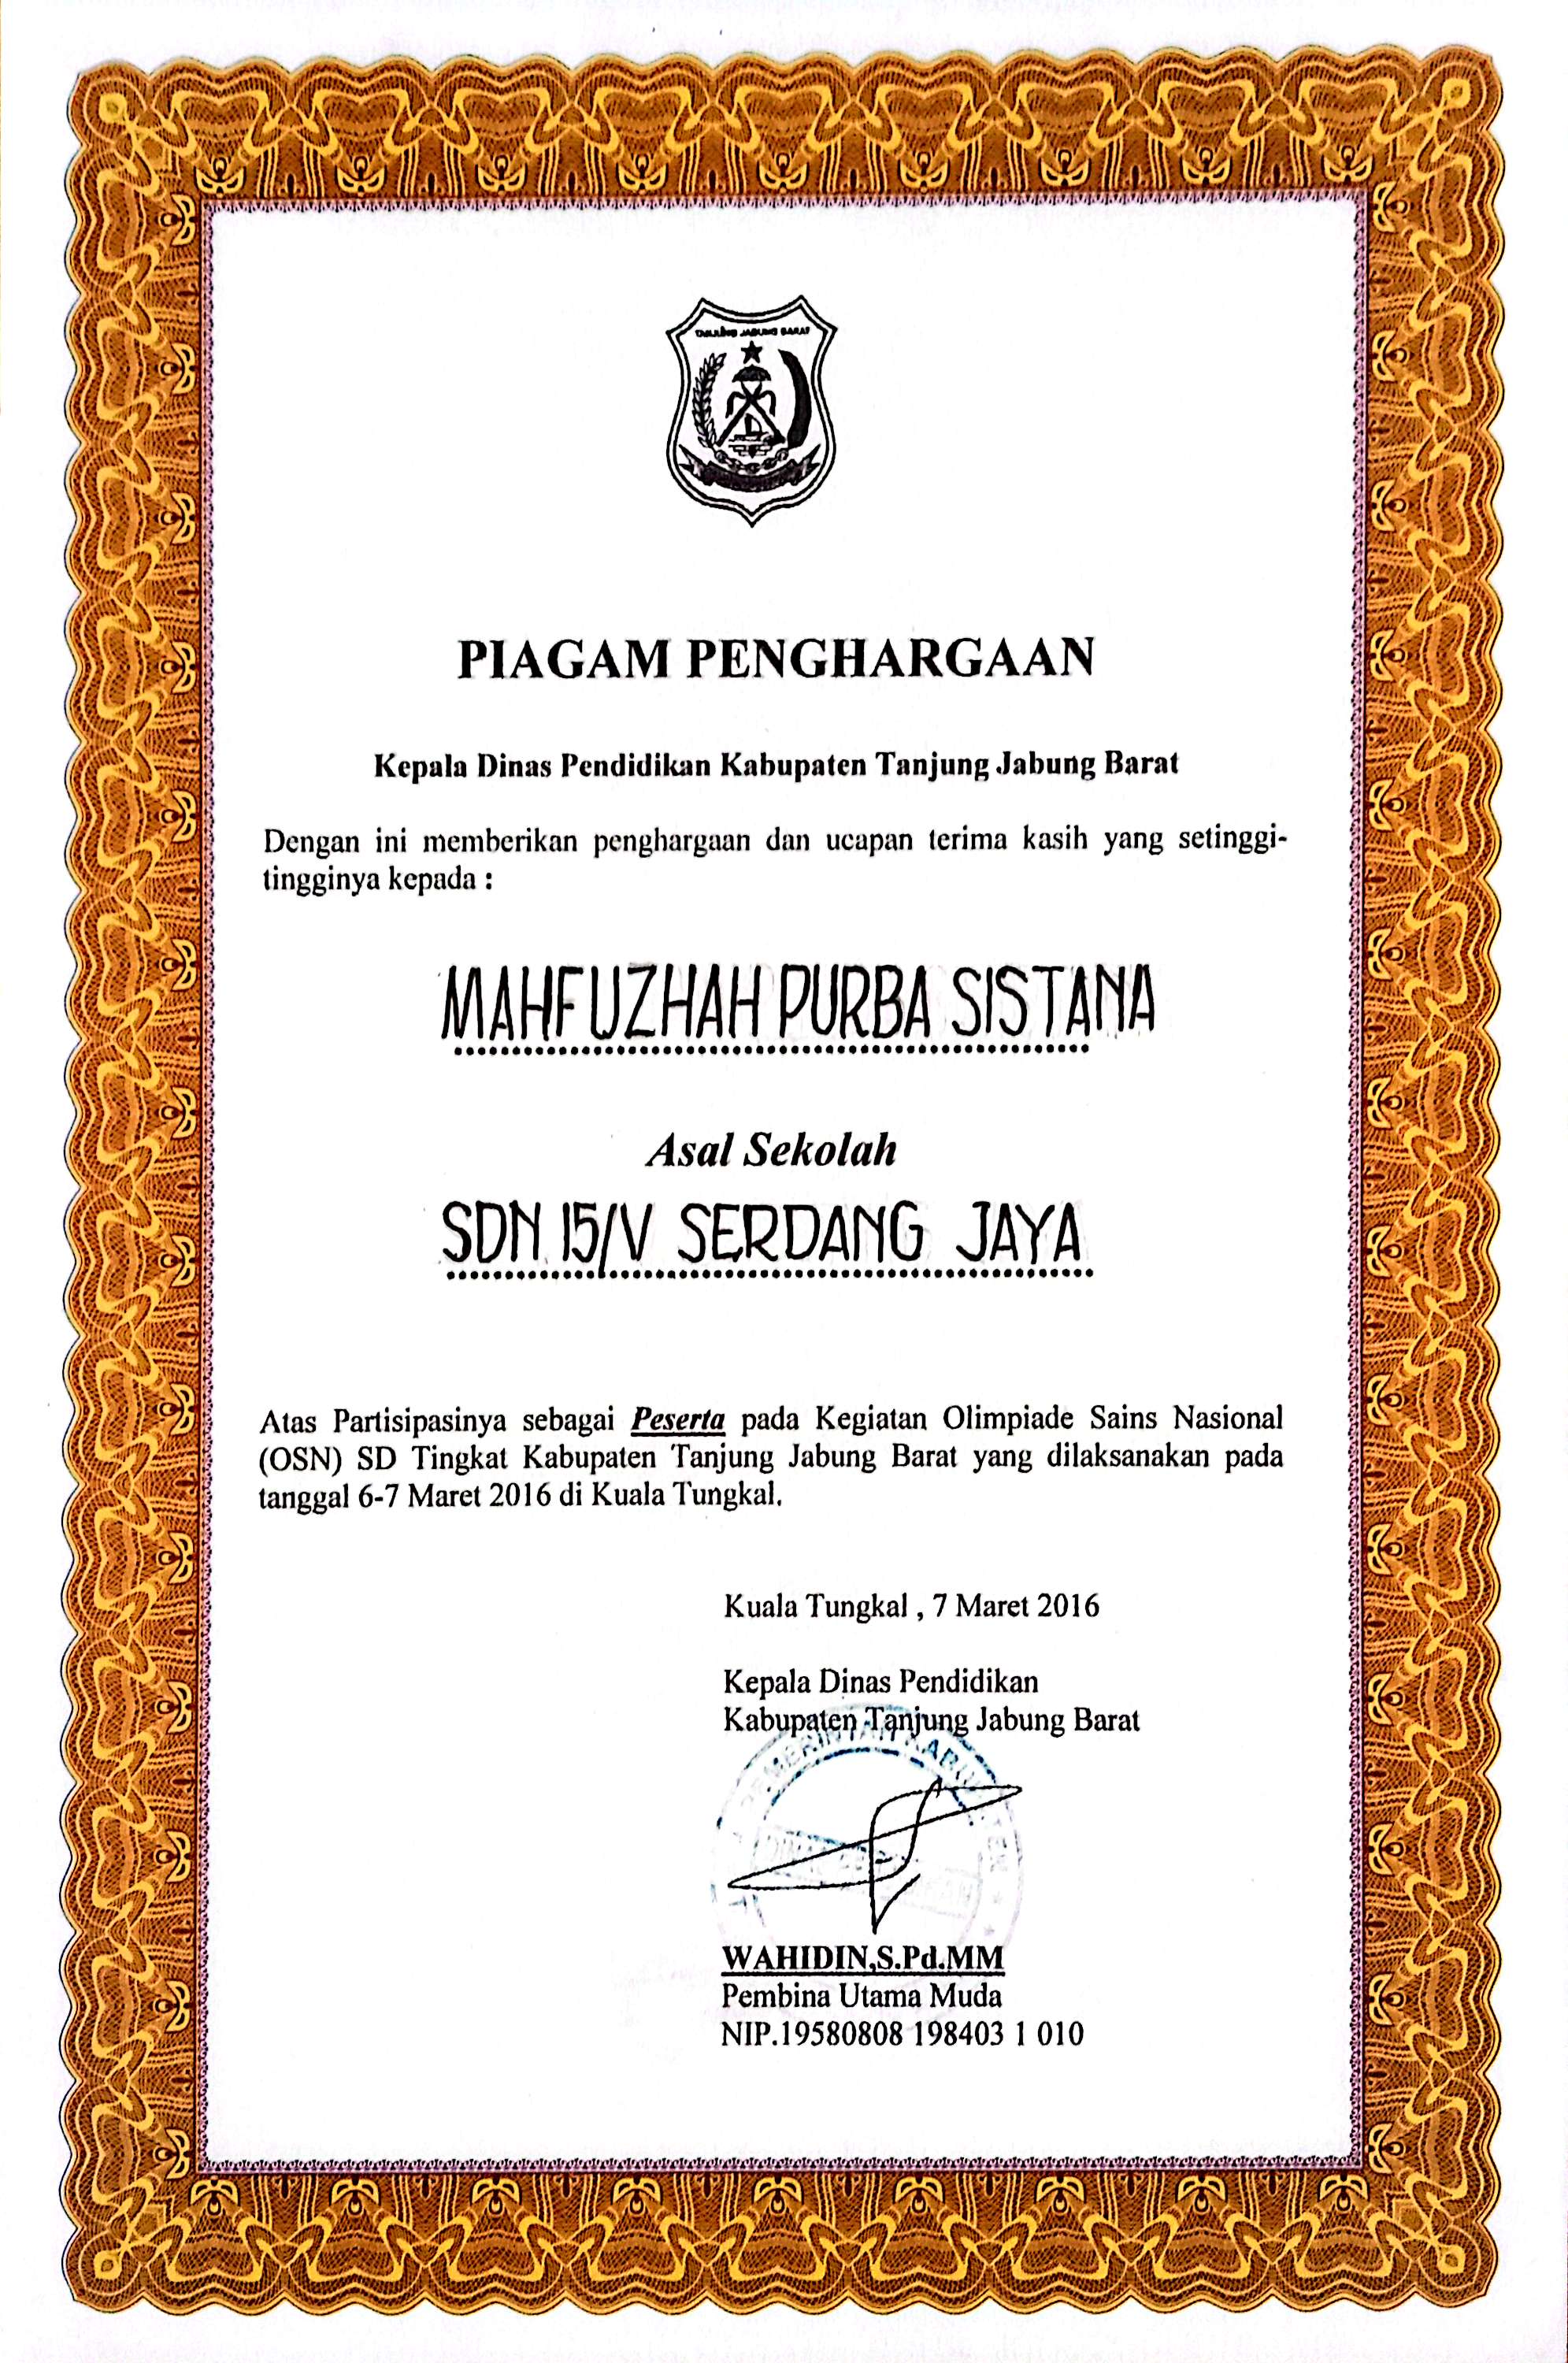 TANJUNG JABUNG BARAT
PIAGAM PENGHARGAAN
Kepala Dinas Pendidikan Kabupaten Tanjung Jabung Barat
Dengan ini memberikan penghargaan dan ucapan terima kasih yang setinggi-
tingginya kepada :
MAHFUZHAH PURBA SISTANA
Asal Sekolah
SDN 15/V SERDANG JAYA
Atas Partisipasinya sebagai Peserta pada Kegiatan Olimpiade Sains Nasional
(OSN) SD Tingkat Kabupaten Tanjung Jabung Barat yang dilaksanakan pada
tanggal 6-7 Maret 2016 di Kuala Tungkal.
Kuala Tungkal , 7 Maret 2016
Kepala Dinas Pendidikan
Kabupaten Tanjung Jabung Barat
PEMERINTAH KABUPATEN
WAHIDIN,S.Pd.MM
Pembina Utama Muda
NIP.19580808 198403 1 010